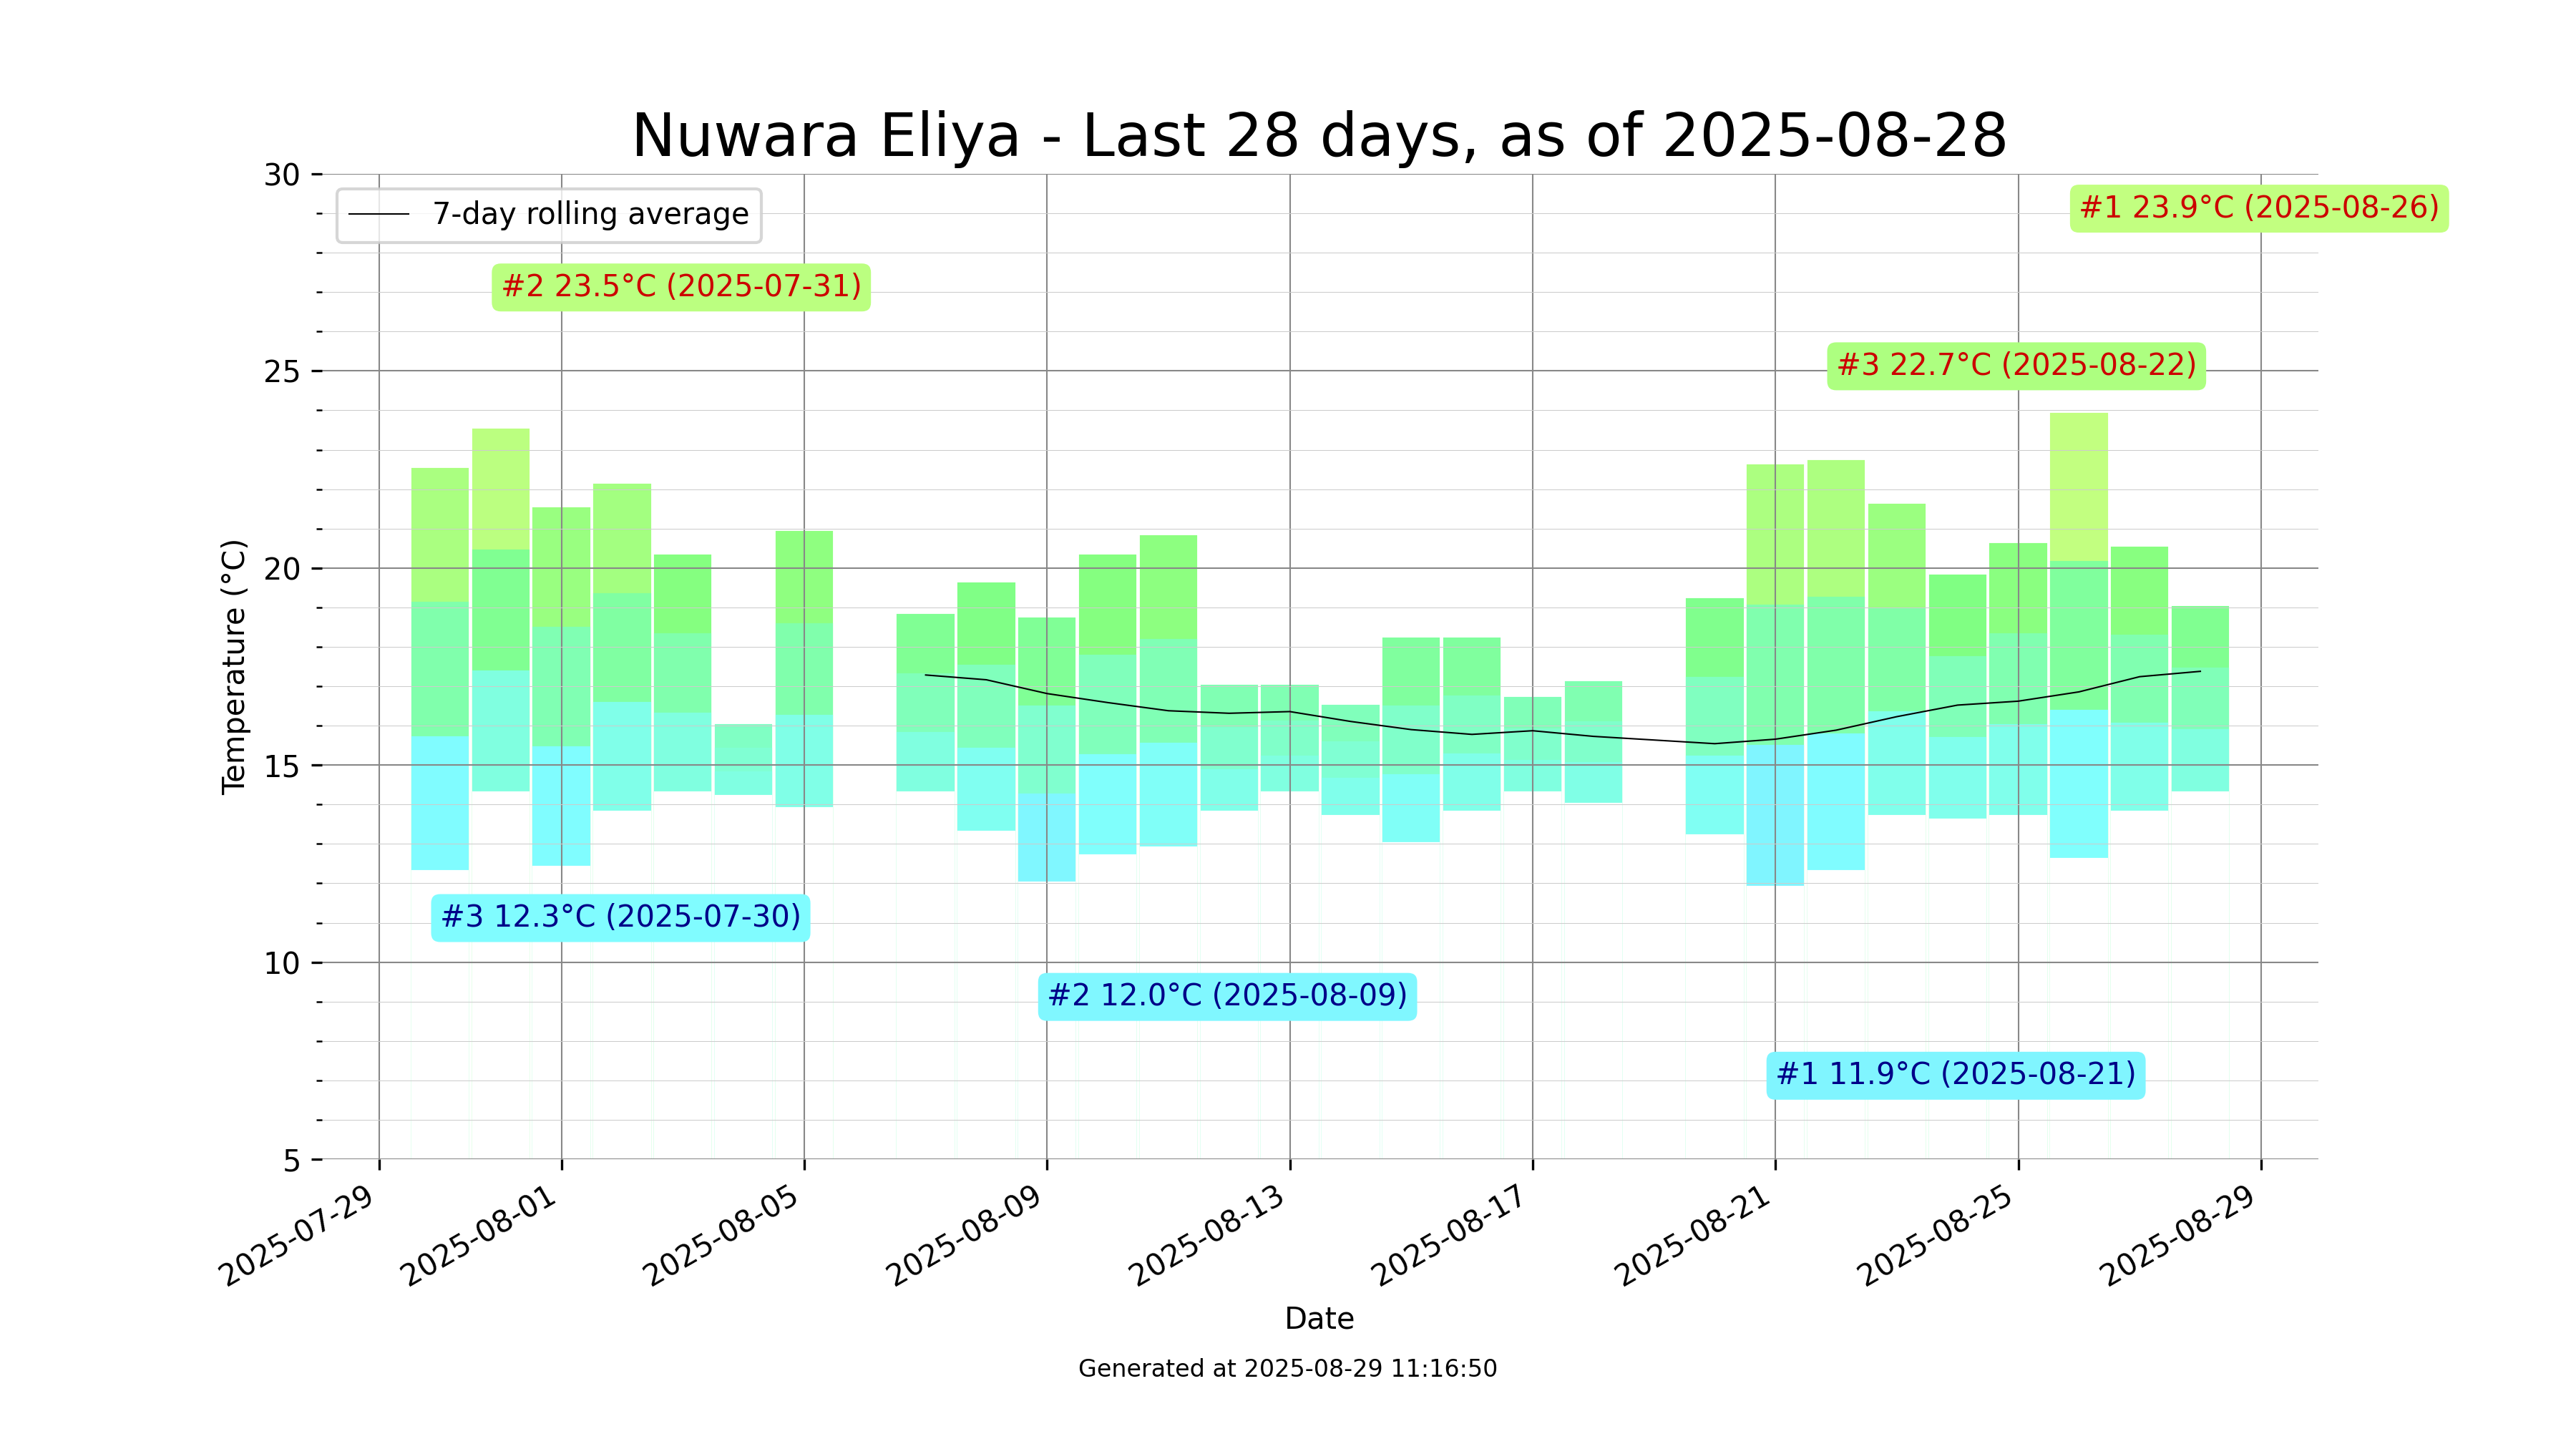 Nuwara Eliya - Last 28 days, as of 2025-08-28
30
7-day rolling average
#1 23.9°C (2025-08-26)
#2 23.5°C (2025-07-31)
25
#3 22.7°C (2025-08-22)
20
Temperature (°C)
15
#3 12.3°C (2025-07-30)
10
#2 12.0°C (2025-08-09)
#1 11.9°C (2025-08-21)
5
2025-07-29
2025-08-01
2025-08-05
2025-08-09
2025-08-13
2025-08-17
2025-08-21
2025-08-25
2025-08-29
Date
Generated at 2025-08-29 11:16:50